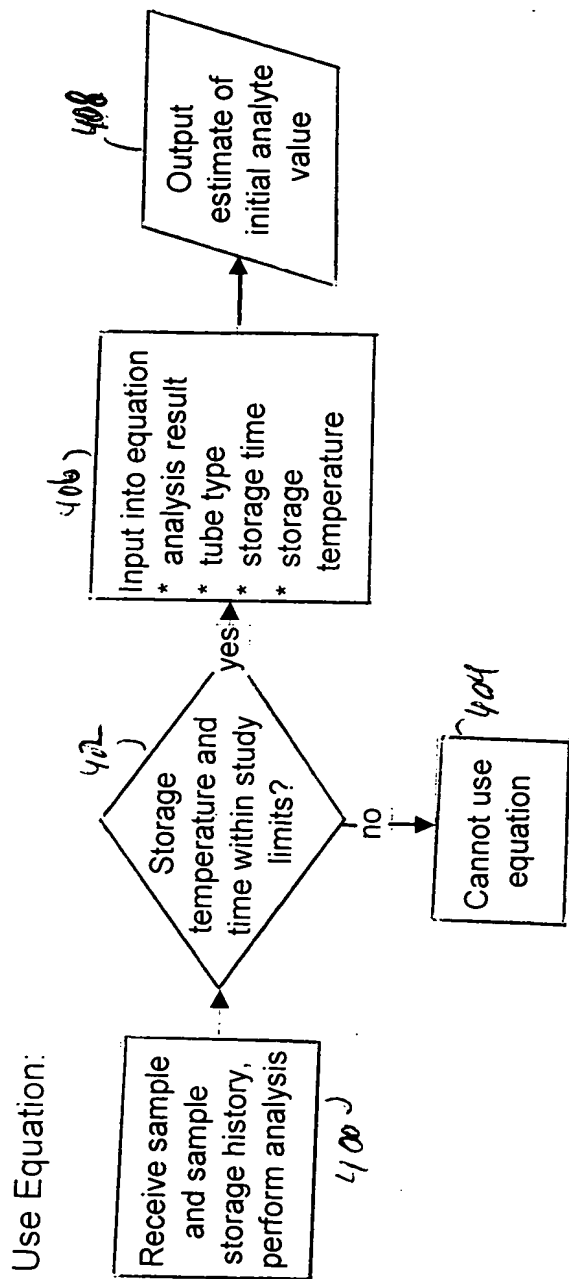 Use Equation:
Receive sample
and sample
storage history,
perform analysis
400
402
Storage
temperature and
time within study
limits?
yes
no
404
Cannot use
equation
406
Input into equation
* analysis result
* tube type
* storage time
* storage
temperature
408
Output
estimate of
initial analyte
value